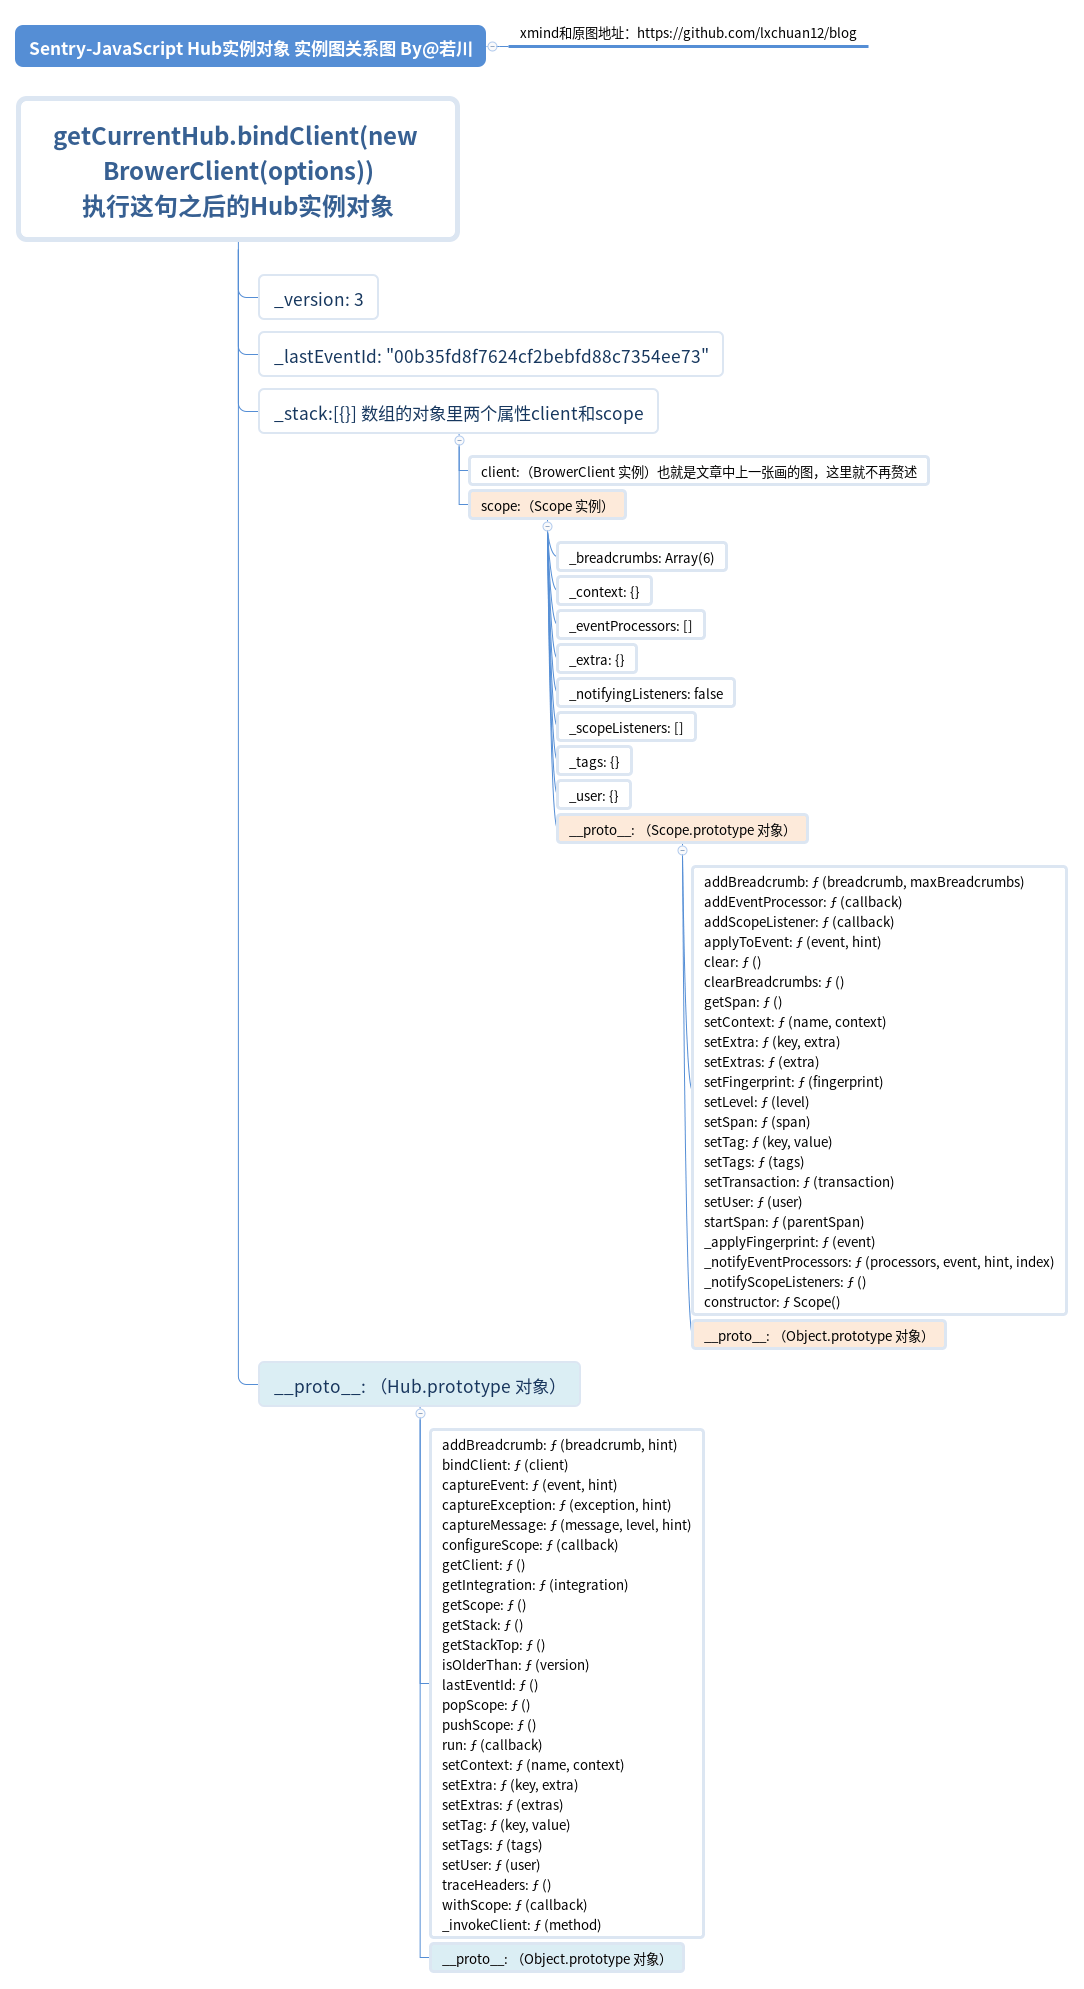 Sentry-JavaScript Hub实例对象 实例图关系图 By@若川
xmind和原图地址：https://github.com/lxchuan12/blog
getCurrentHub.bindClient(new
BrowerClient(options))
执行这句之后的Hub实例对象
_version: 3
_lastEventId: "00b35fd8f7624cf2bebfd88c7354ee73"
_stack:[{}] 数组的对象里两个属性client和scope
client:（BrowerClient 实例）也就是文章中上一张画的图，这里就不再赘述
scope:（Scope 实例）
_breadcrumbs: Array(6)
_context: {}
_eventProcessors: []
_extra: {}
_notifyingListeners: false
_scopeListeners: []
_tags: {}
_user: {}
__proto__: （Scope.prototype 对象）
addBreadcrumb: ƒ (breadcrumb, maxBreadcrumbs)
addEventProcessor: ƒ (callback)
addScopeListener: ƒ (callback)
applyToEvent: ƒ (event, hint)
clear: ƒ ()
clearBreadcrumbs: ƒ ()
getSpan: ƒ ()
setContext: ƒ (name, context)
setExtra: ƒ (key, extra)
setExtras: ƒ (extra)
setFingerprint: ƒ (fingerprint)
setLevel: ƒ (level)
setSpan: ƒ (span)
setTag: ƒ (key, value)
setTags: ƒ (tags)
setTransaction: ƒ (transaction)
setUser: ƒ (user)
startSpan: ƒ (parentSpan)
_applyFingerprint: ƒ (event)
_notifyEventProcessors: ƒ (processors, event, hint, index)
_notifyScopeListeners: ƒ ()
constructor: ƒ Scope()
__proto__: （Object.prototype 对象）
__proto__: （Hub.prototype 对象）
addBreadcrumb: ƒ (breadcrumb, hint)
bindClient: ƒ (client)
captureEvent: ƒ (event, hint)
captureException: ƒ (exception, hint)
captureMessage: ƒ (message, level, hint)
configureScope: ƒ (callback)
getClient: ƒ ()
getIntegration: ƒ (integration)
getScope: ƒ ()
getStack: ƒ ()
getStackTop: ƒ ()
isOlderThan: ƒ (version)
lastEventId: ƒ ()
popScope: ƒ ()
pushScope: ƒ ()
run: ƒ (callback)
setContext: ƒ (name, context)
setExtra: ƒ (key, extra)
setExtras: ƒ (extras)
setTag: ƒ (key, value)
setTags: ƒ (tags)
setUser: ƒ (user)
traceHeaders: ƒ ()
withScope: ƒ (callback)
_invokeClient: ƒ (method)
__proto__: （Object.prototype 对象）